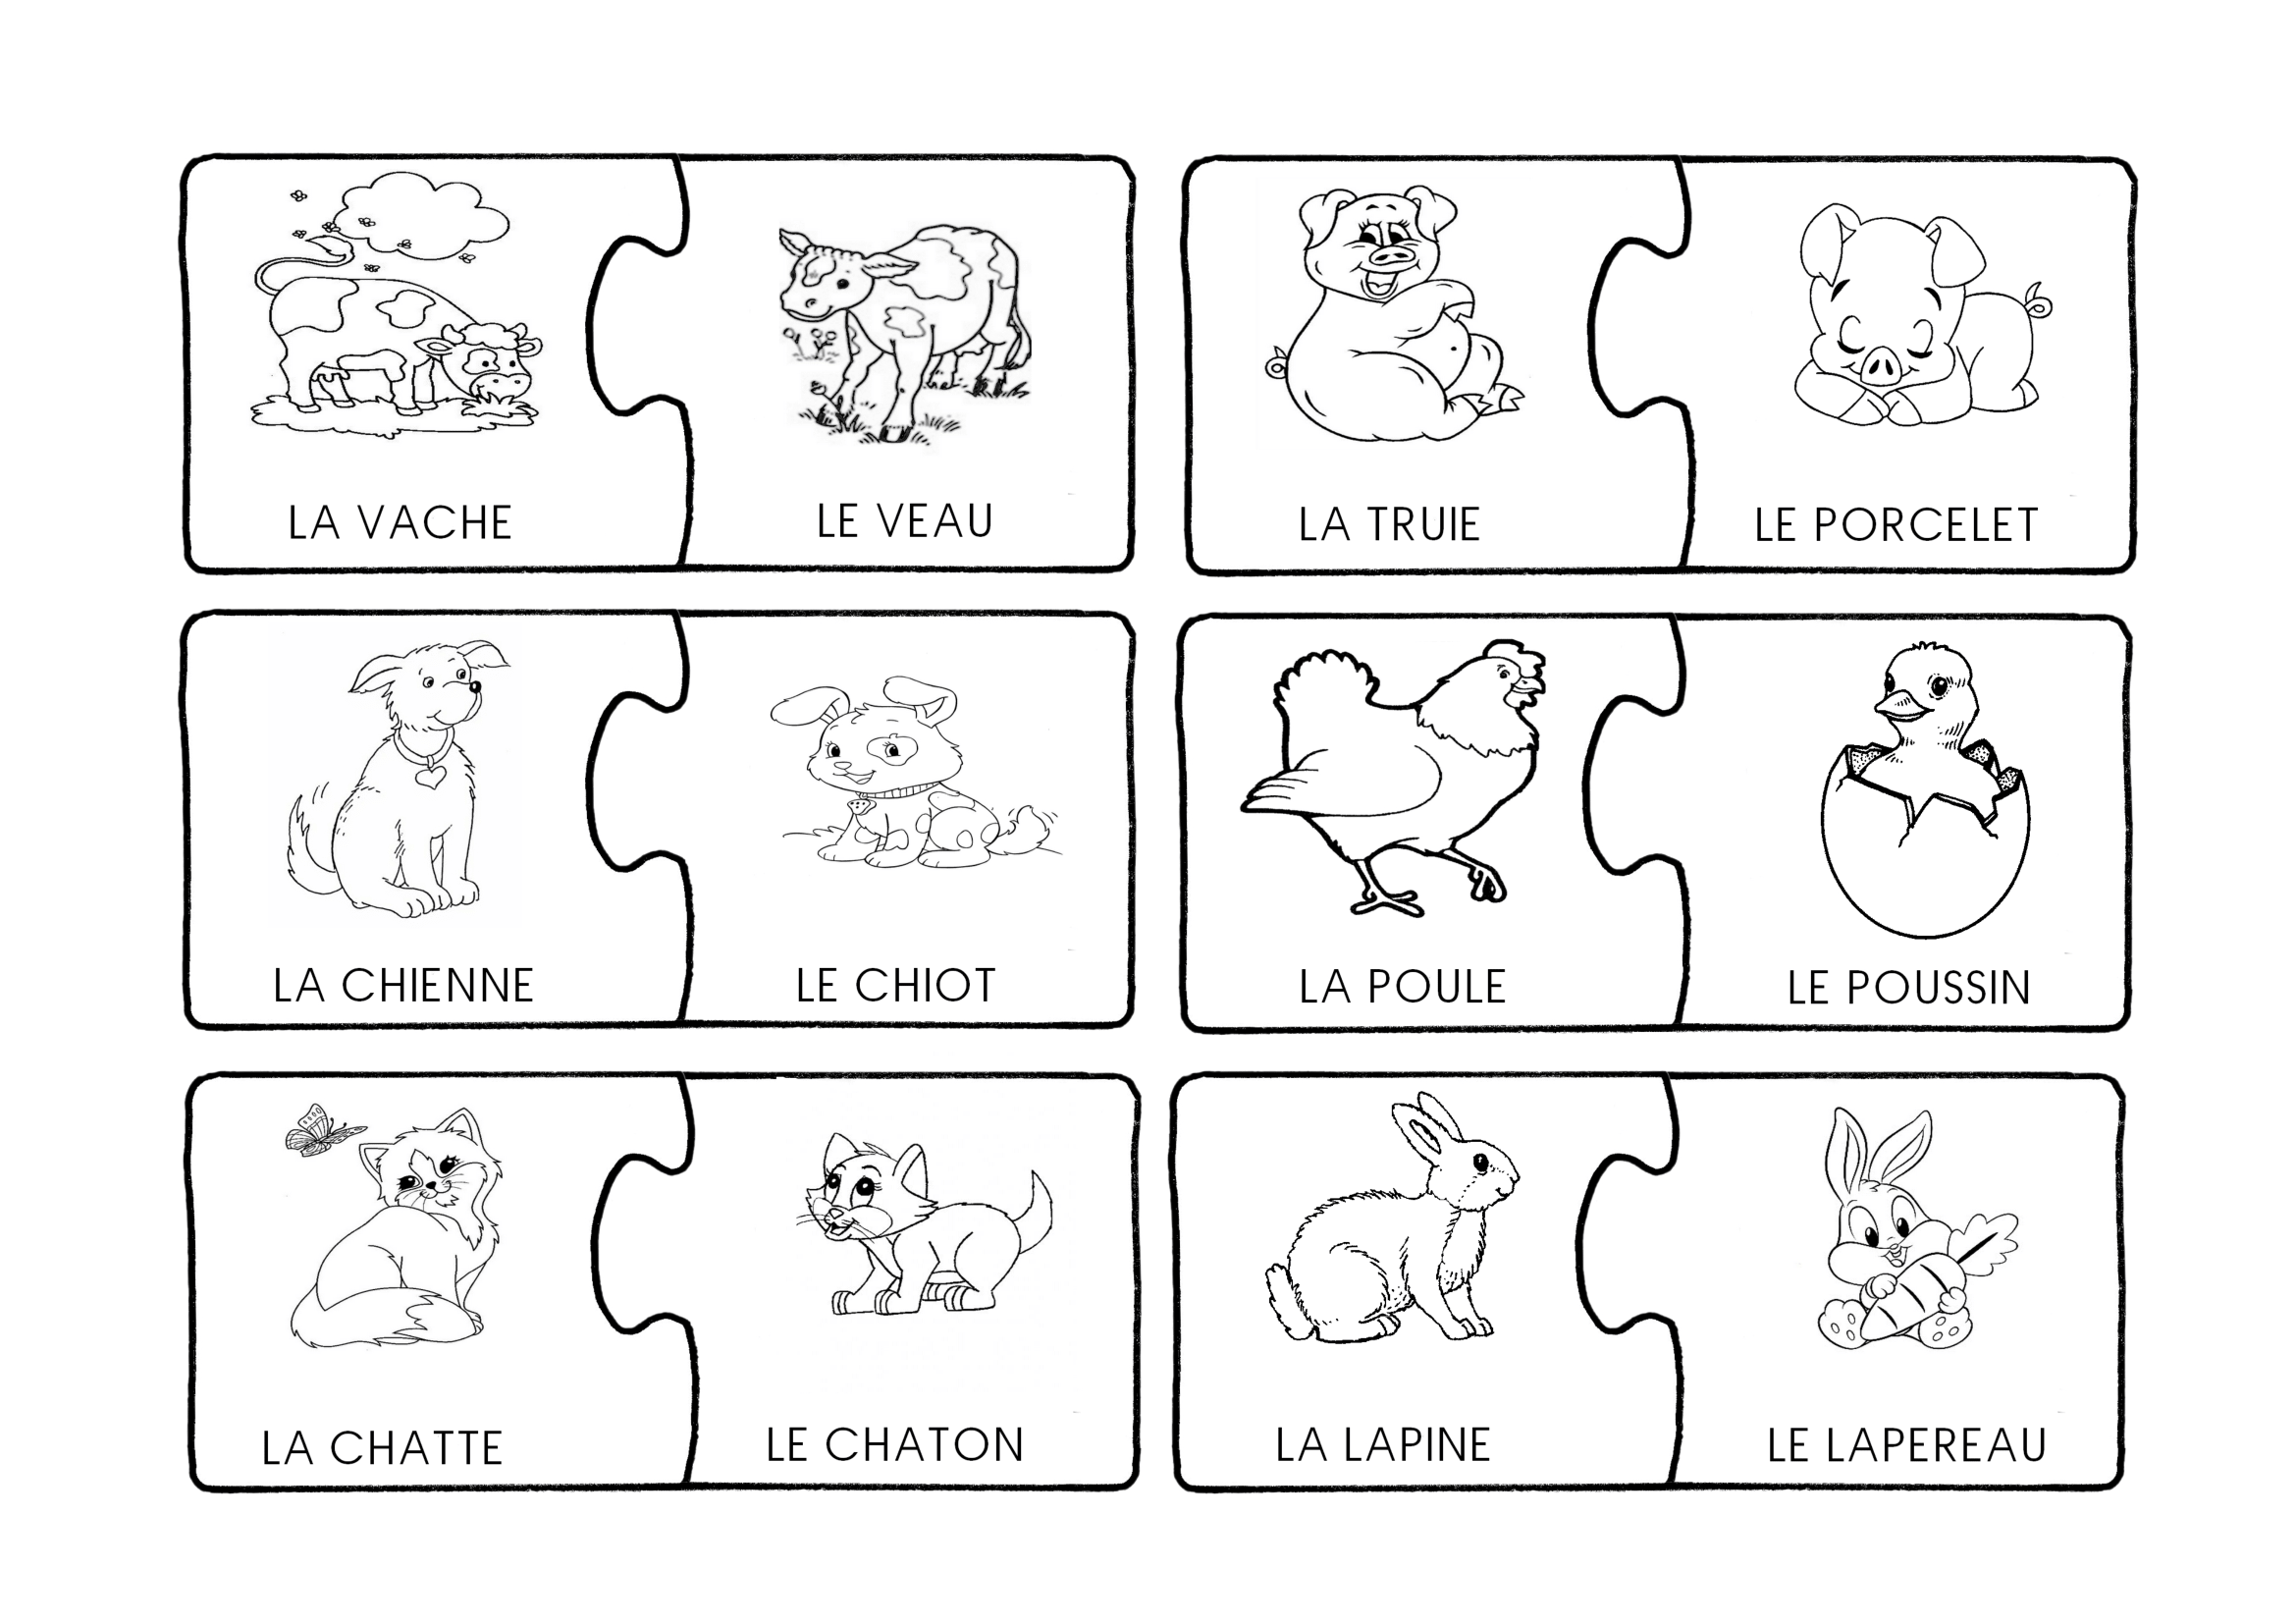 LA VACHE
LE VEAU
LA TRUIE
LE PORCELET
LA CHIENNE
LE CHIOT
LA POULE
LE POUSSIN
LA CHATTE
LE CHATON
LA LAPINE
LE LAPEREAU